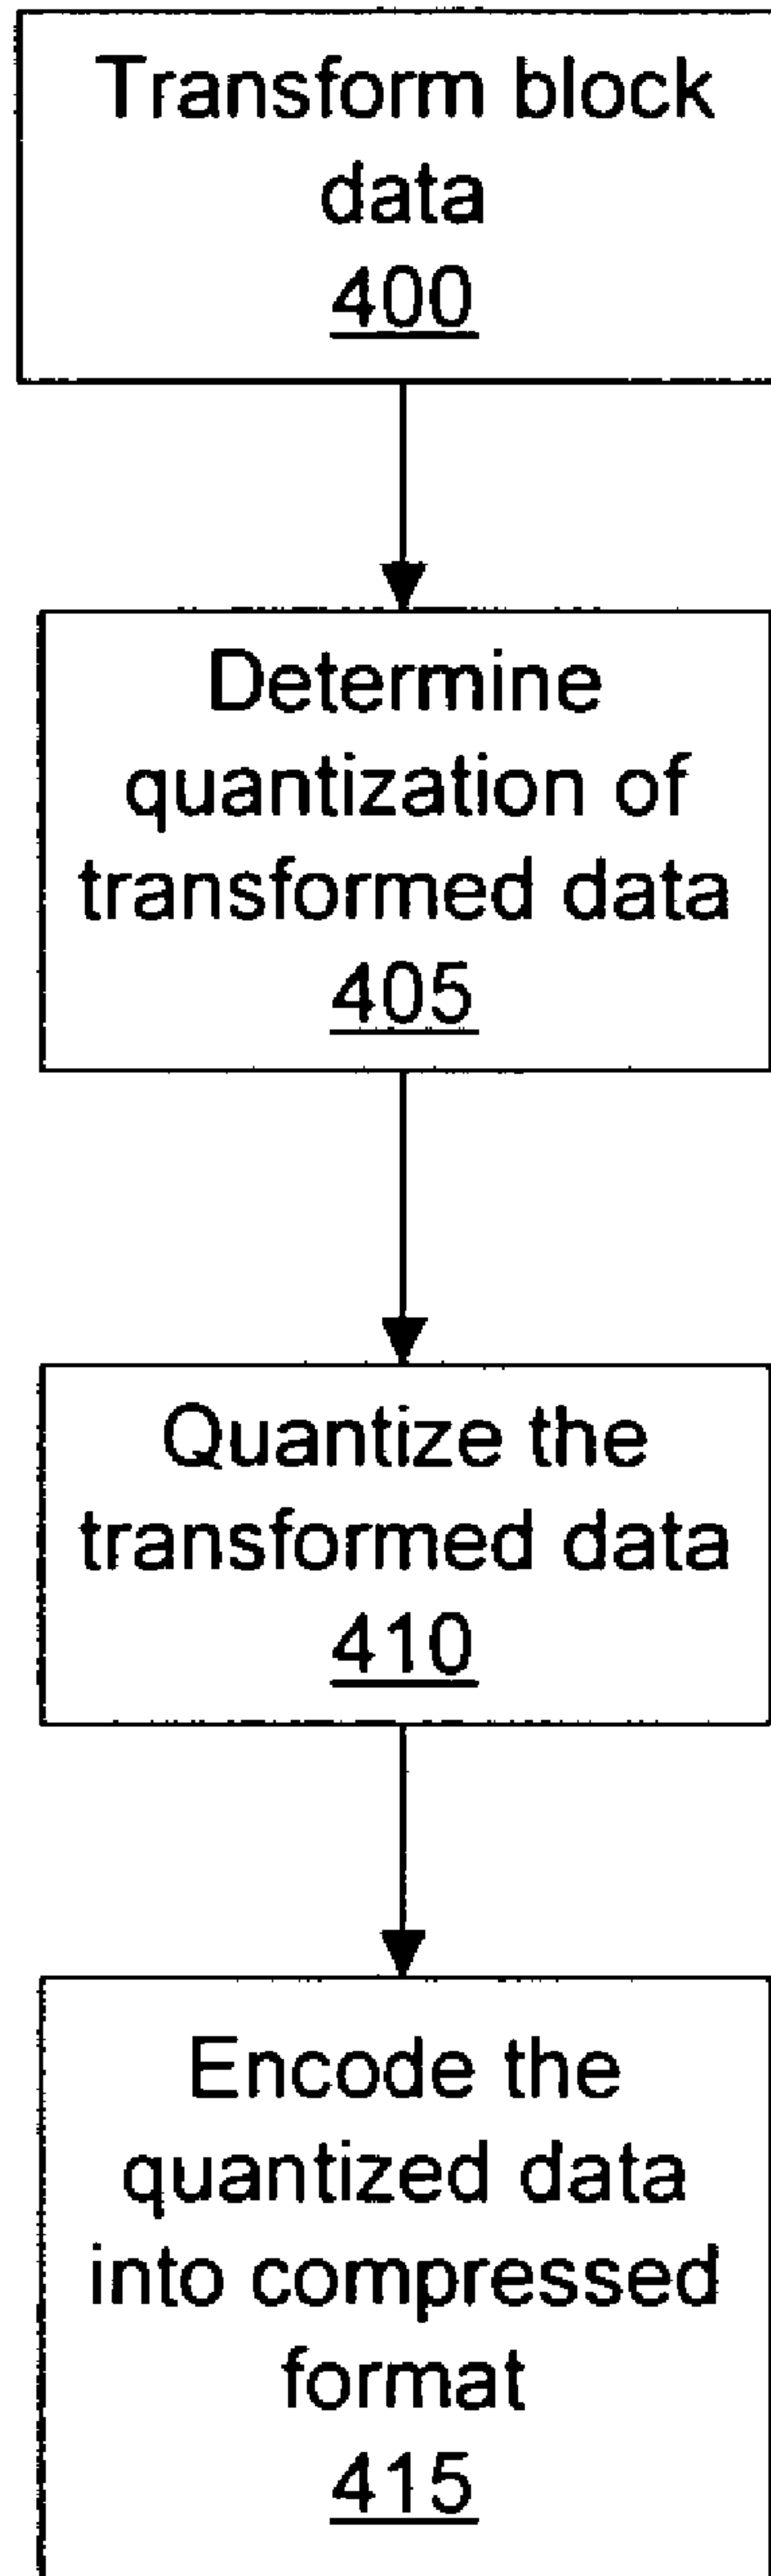 Transform block
data
400
Determine
quantization of
transformed data
405
Quantize the
transformed data
410
Encode the
quantized data
into compressed
format
415